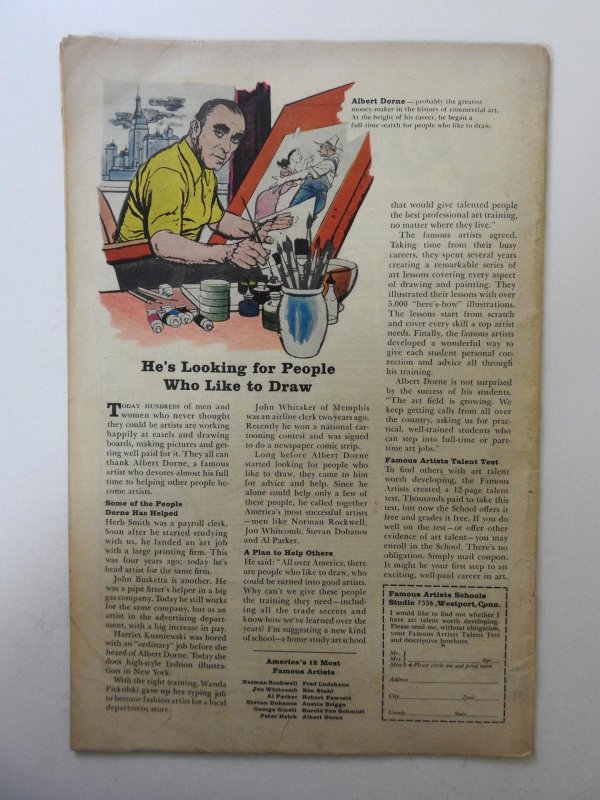 Albert Dorne — probably the greatest
money-maker in the history of commercial art.
At the height of his career, he began a
full-time search for people who like to draw.
He's Looking for People
Who Like to Draw
TODAY HUNDREDS of men and
women who never thought
they could be artists are working
happily at easels and drawing
boards, making pictures and get-
ting well paid for it. They all can
thank Albert Dorne, a famous
artist who devotes almost his full
time to helping other people be-
come artists.
Some of the People
Dorne Has Helped
Herb Smith was a payroll clerk.
Soon after he started studying
with us, he landed an art job
with a large printing firm. This
was four years ago; today he's
head artist for the same firm.
John Busketta is another. He
was a pipe fitter's helper in a big
gas company. Today he still works
for the same company, but as an
artist in the advertising depart-
ment, with a big increase in pay.
Harriet Kuzniewski was bored
with an "ordinary" job before she
heard of Albert Dorne. Today she
does high-style fashion illustra-
tion in New York.
With the right training, Wanda
Pickulski gave up her typing job
to become fashion artist for a local
department store.
John Whitaker of Memphis
was an airline clerk two years ago.
Recently he won a national car-
tooning contest and was signed
to do a newspaper comic strip.
Long before Albert Dorne
started looking for people who
like to draw, they came to him
for advice and help. Since he
alone could help only a few of
these people, he called together
America's most successful artists
—men like Norman Rockwell,
Jon Whitcomb, Stevan Dohanos
and Al Parker.
A Plan to Help Others
He said: "All over America, there
are people who like to draw, who
could be turned into good artists.
Why can't we give these people
the training they need—includ-
ing all the trade secrets and
know-how we've learned over the
years? I'm suggesting a new kind
of school—a home-study art school
America's 12 Most
Famous Artists
Norman Rockwell Fred Ludekens
Jon Whitcomb Ben Stahl
Al Parker Robert Fawcett
Stevan Dohanos Austin Briggs
George Giusti Harold Von Schmidt
Peter Helck Albert Dorne
that would give talented people
the best professional art training,
no matter where they live."
The famous artists agreed.
Taking time from their busy
careers, they spent several years
creating a remarkable series of
art lessons covering every aspect
of drawing and painting. They
illustrated their lessons with over
5,000 "here's-how" illustrations.
The lessons start from scratch
and cover every skill a top artist
needs. Finally, the famous artists
developed a wonderful way to
give each student personal cor-
rection and advice all through
his training.
Albert Dorne is not surprised
by the success of his students.
"The art field is growing. We
keep getting calls from all over
the country, asking us for prac-
tical, well-trained students who
can step into full-time or part-
time art jobs."
Famous Artists Talent Test
To find others with art talent
worth developing, the Famous
Artists created a 12-page talent
test. Thousands paid to take this
test, but now the School offers it
free and grades it free. If you do
well on the test—or offer other
evidence of art talent—you may
enroll in the School. There's no
obligation. Simply mail coupon.
It might be your first step to an
exciting, well-paid career in art.
Famous Artists Schools
Studio 7556, Westport, Conn.
I would like to find out whether I
have art talent worth developing.
Please send me, without obligation,
your Famous Artists Talent Test
and descriptive brochure.
Mr.
Mrs. Age
Miss Please circle one and print name
Address
City Zone
County State